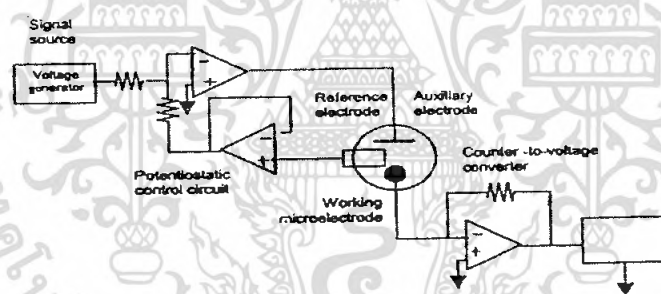 Signal
source
Voltage
generator
-
+
Reference
electrode
Auxiliary
electrode
-
+
Potentiostatic
control circuit
Counter -to-voltage
converter
Working
microelectrode
-
+